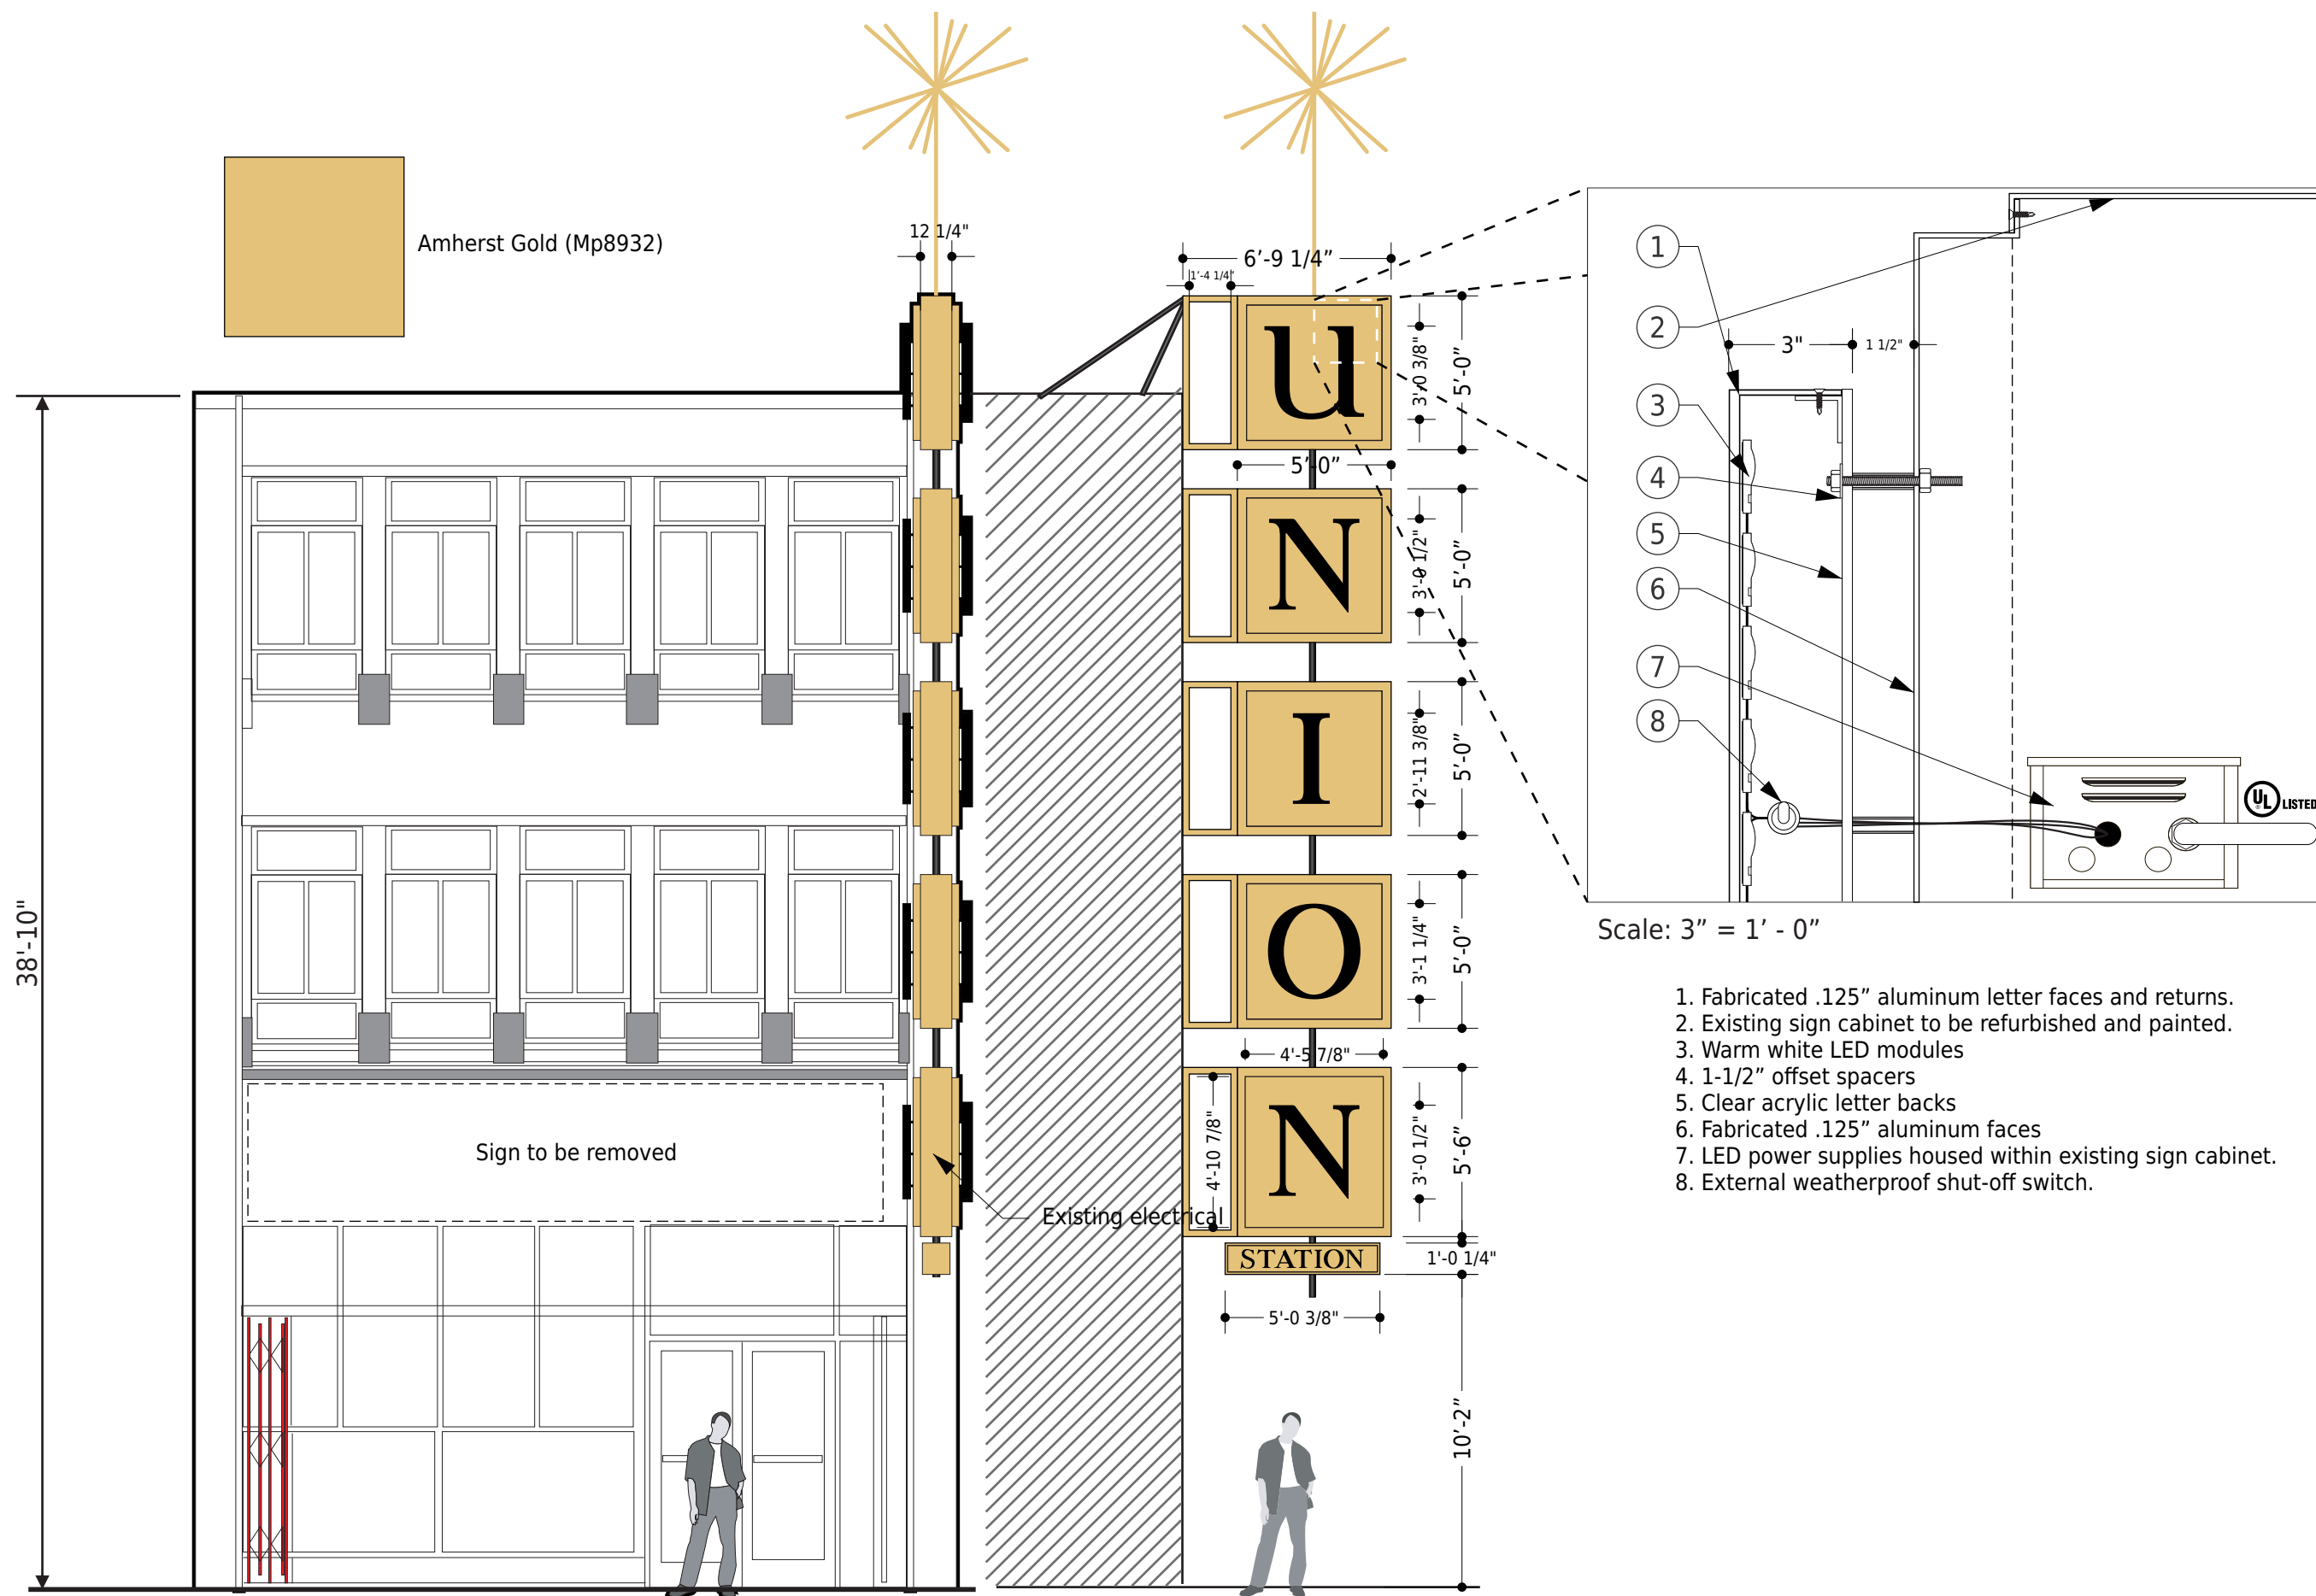 Amherst Gold (Mp8932)
12 1/4"
6’-9 1/4”
1'-4 1/4"
u
3'-0 3/8"
5’-0”
5’-0”
N
3'-0 1/2"
5’-0”
I
2'-11 3/8"
5’-0”
O
3'-1 1/4"
5’-0”
4'-5 7/8"
N
4'-10 7/8"
3'-0 1/2"
5’-6”
STATION
1'-0 1/4"
5'-0 3/8"
10’-2”
38'-10"
Sign to be removed
Existing electrical
1
2
3
4
5
6
7
8
3"
1 1/2"
UL LISTED
Scale: 3” = 1’ - 0”
1. Fabricated .125” aluminum letter faces and returns.
2. Existing sign cabinet to be refurbished and painted.
3. Warm white LED modules
4. 1-1/2” offset spacers
5. Clear acrylic letter backs
6. Fabricated .125” aluminum faces
7. LED power supplies housed within existing sign cabinet.
8. External weatherproof shut-off switch.